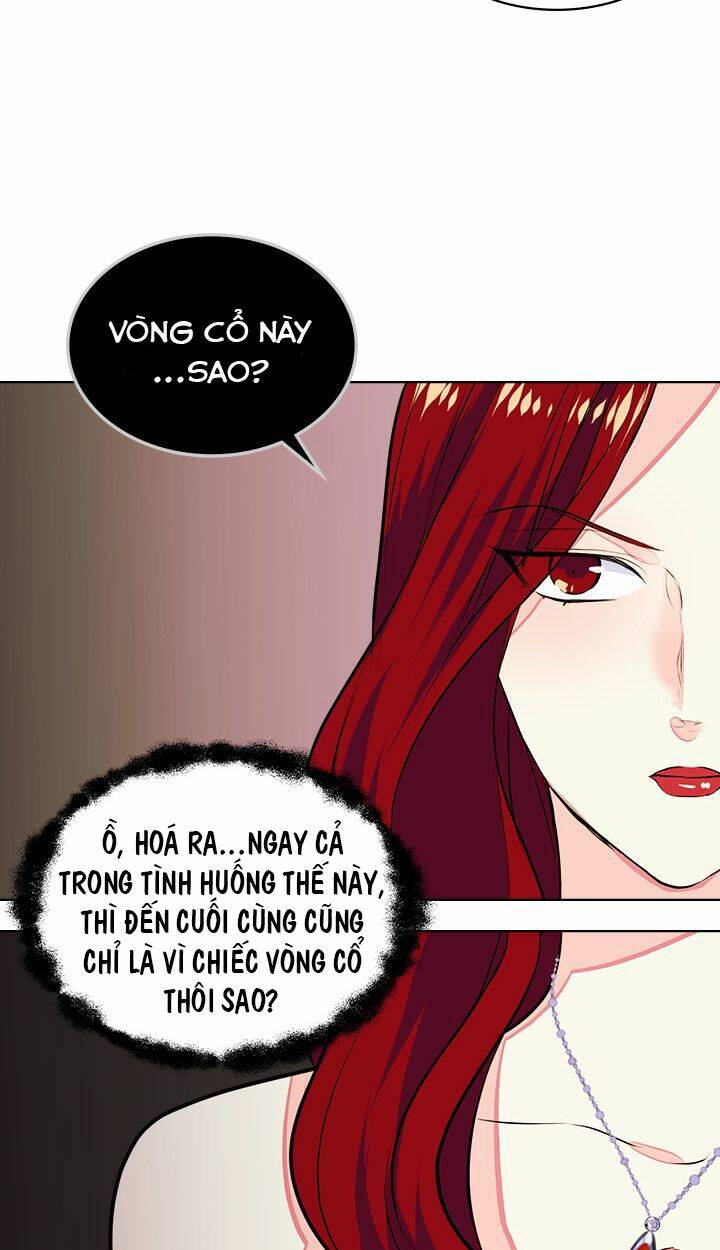 VÒNG CỔ NÀY
...SAO?
Ồ, HOÁ RA...NGAY CẢ
TRONG TÌNH HUỐNG THẾ NÀY,
THÌ ĐẾN CUỐI CÙNG CŨNG
CHỈ LÀ VÌ CHIẾC VÒNG CỔ
THÔI SAO?